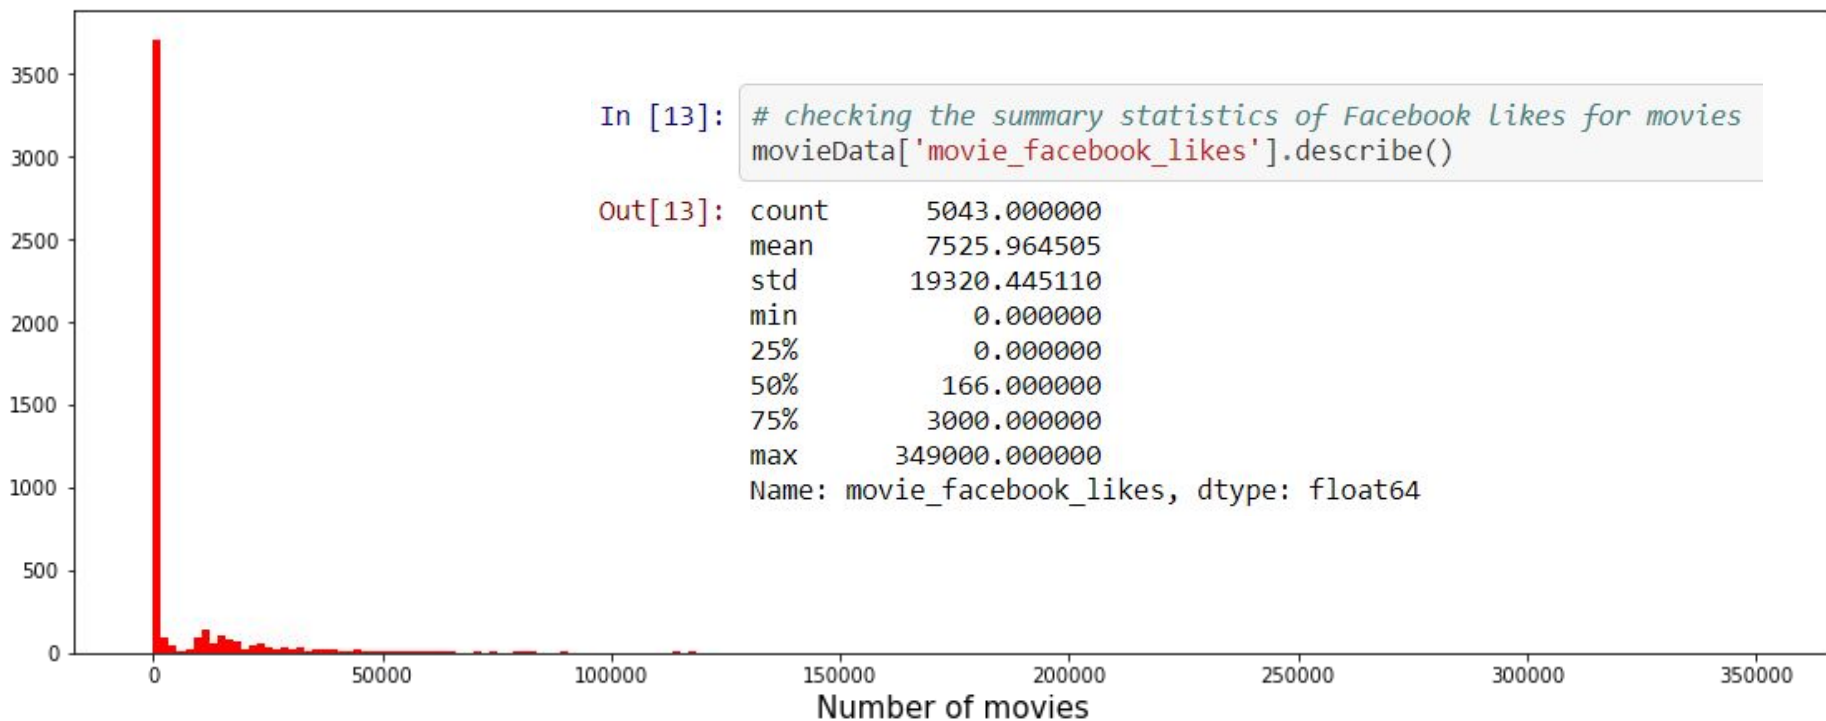 3500
3000
2500
2000
1500
1000
500
0
In [13]: # checking the summary statistics of Facebook likes for movies
movieData['movie_facebook_likes'].describe()
Out[13]: count 5043.000000
mean 7525.964505
std 19320.445110
min 0.000000
25% 0.000000
50% 166.000000
75% 3000.000000
max 349000.000000
Name: movie_facebook_likes, dtype: float64
0 50000 100000 150000 200000 250000 300000 350000
Number of movies